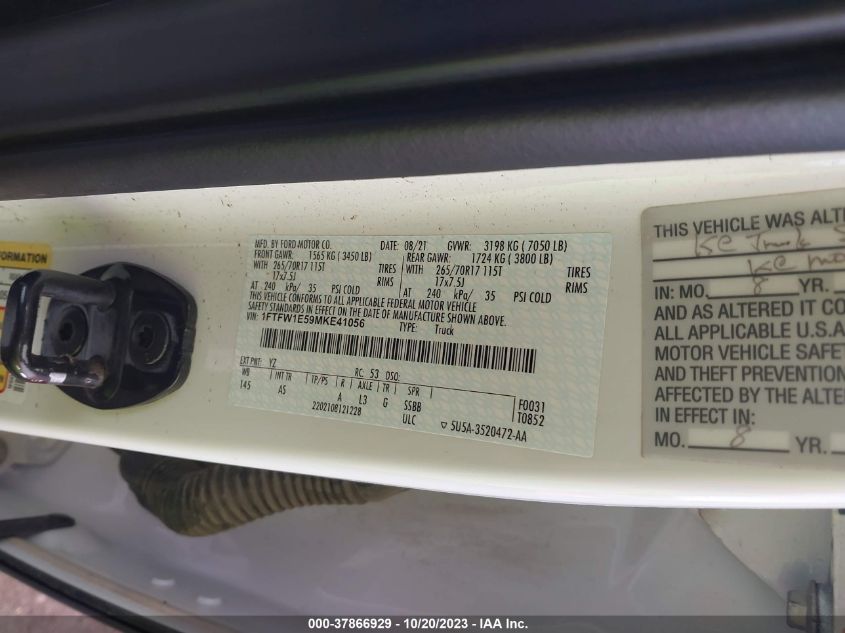 MFD. BY FORD MOTOR CO.
DATE: 08/21
GVWR: 3198 KG ( 7050 LB)
FRONT GAWR: 1565 KG ( 3450 LB)
REAR GAWR: 1724 KG ( 3800 LB)
WITH 265/70R17 115T TIRES
WITH 265/70R17 115T TIRES
17x7.5J RIMS
17x7.5J RIMS
AT 240 kPa/ 35 PSI COLD
AT 240 kPa/ 35 PSI COLD
THIS VEHICLE CONFORMS TO ALL APPLICABLE FEDERAL MOTOR VEHICLE
SAFETY STANDARDS IN EFFECT ON THE DATE OF MANUFACTURE SHOWN ABOVE.
VIN: 1FTFW1E59MKE41056
TYPE: Truck
EXT PNT: YZ RC: 53 DSO:
WB INT TR TP/PS R AXLE TR SPR
145 AS A L3 G SSBB
ULC
2202108121228
F0031
T0852
5U5A-3520472-AA
FORMATION
THIS VEHICLE WAS ALTE
KC Truck
KC
IN: MO. 8 YR.
AND AS ALTERED IT CO
ALL APPLICABLE U.S.A
MOTOR VEHICLE SAFE
AND THEFT PREVENTION
AFFECTED BY THE ALTER
IN EFFECT IN:
MO. 8 YR.
000-37866929 - 10/20/2023 - IAA Inc.